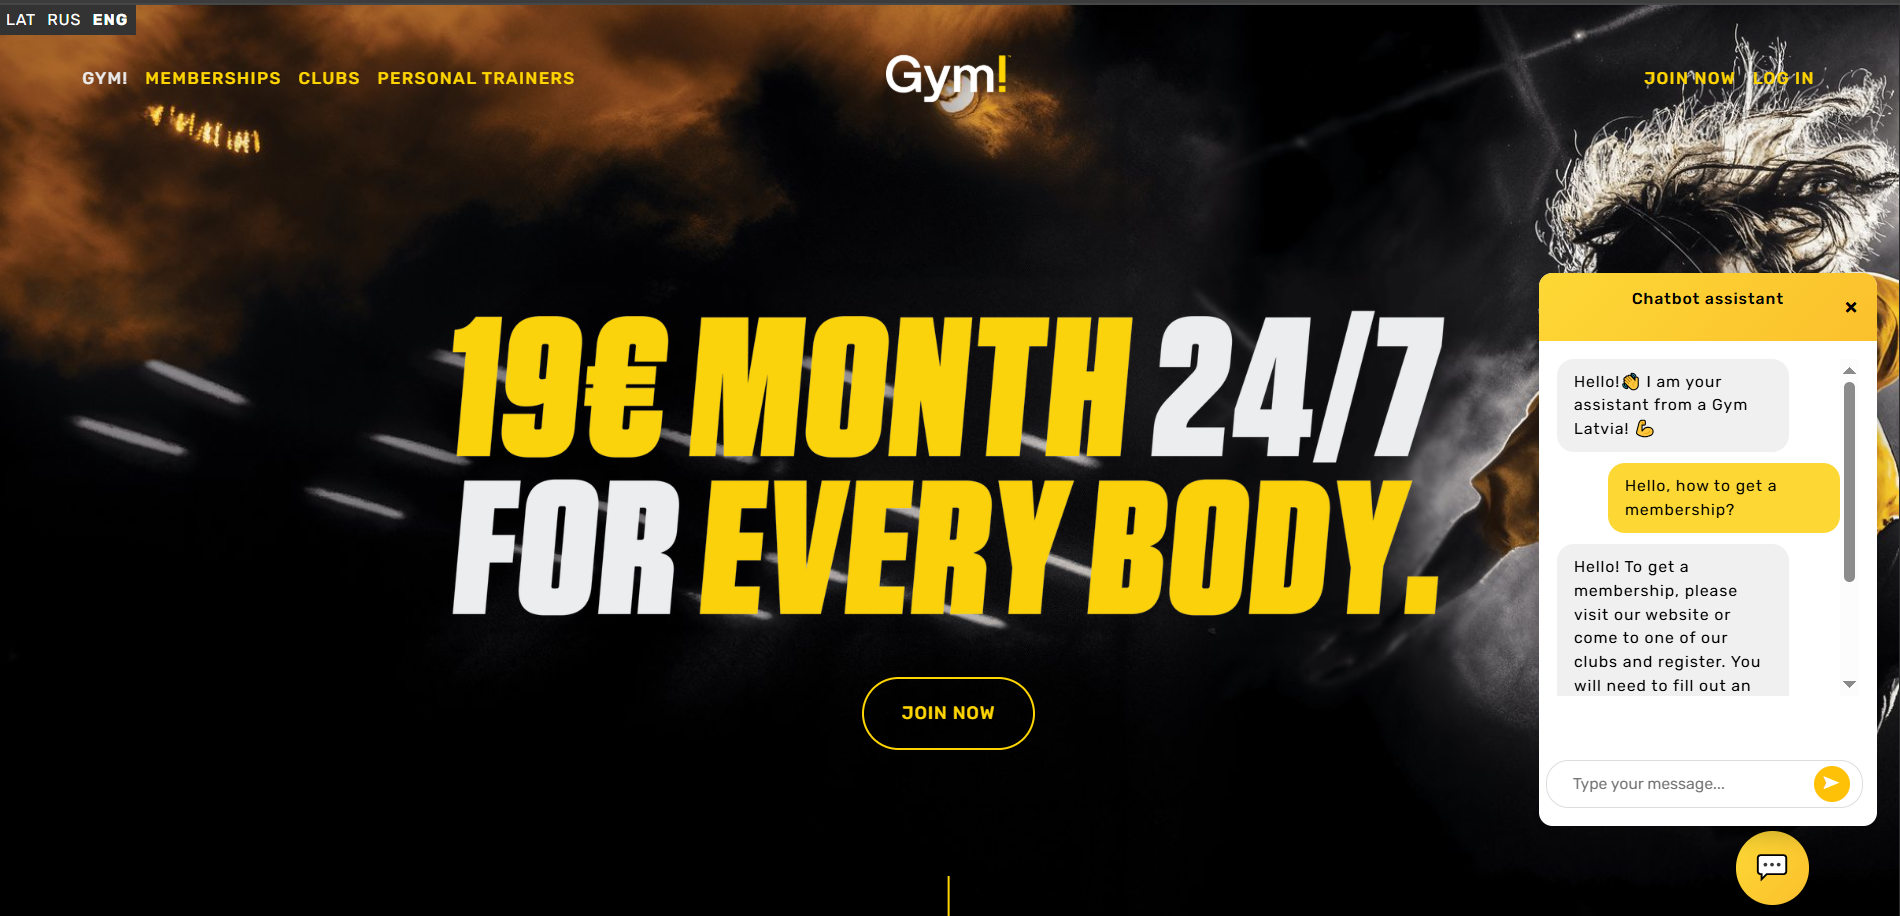 LAT RUS ENG
GYM! MEMBERSHIPS CLUBS PERSONAL TRAINERS
Gym!
JOIN NOW LOG IN
19€ MONTH 24/7
FOR EVERY BODY.
JOIN NOW
Chatbot assistant
Hello!👋 I am your
assistant from a Gym
Latvia! 💪
Hello, how to get a
membership?
Hello! To get a
membership, please
visit our website or
come to one of our
clubs and register. You
will need to fill out an
Type your message...